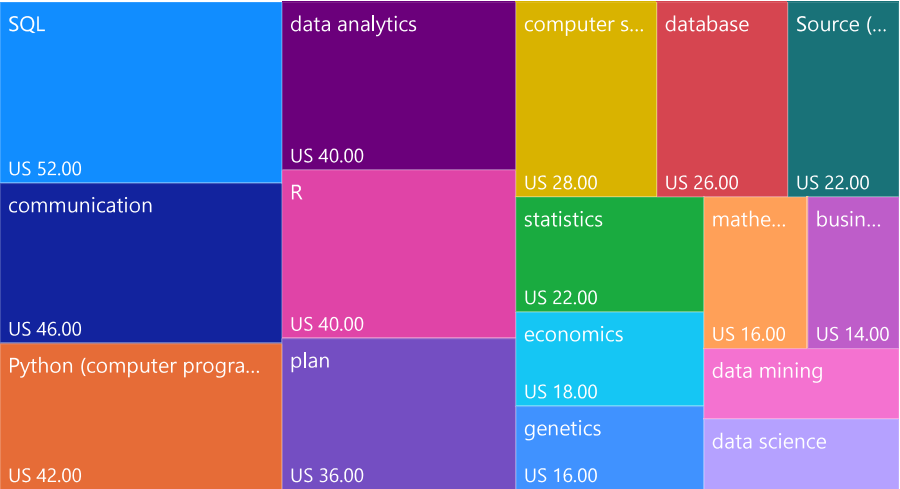 SQL
US 52.00
communication
US 46.00
Python (computer progra...
US 42.00
data analytics
US 40.00
R
US 40.00
plan
US 36.00
computer s...
US 28.00
database
US 26.00
Source (...
US 22.00
statistics
US 22.00
economics
US 18.00
genetics
US 16.00
mathe...
US 16.00
busin...
US 14.00
data mining
data science